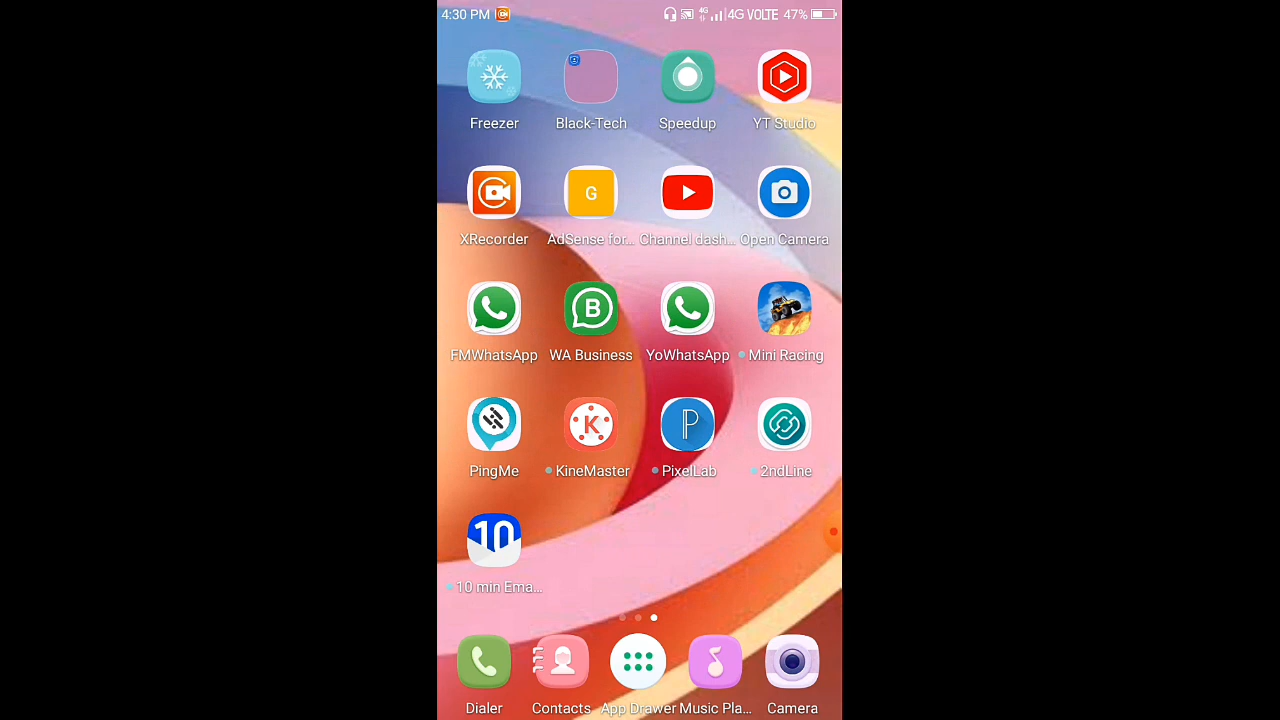 4:30 PM 4G 4G VOLTE 47%
Freezer Black-Tech Speedup YT Studio
G
XRecorder AdSense for... Channel dash... Open Camera
B
FMWhatsApp WA Business YoWhatsApp Mini Racing
K P
PingMe KineMaster PixelLab 2ndLine
10
10 min Ema...
Dialer Contacts App Drawer Music Pla... Camera